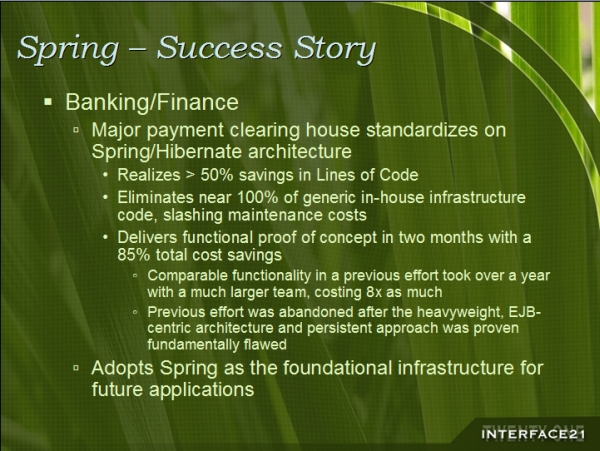 Spring – Success Story
▪ Banking/Finance
▫ Major payment clearing house standardizes on
Spring/Hibernate architecture
• Realizes > 50% savings in Lines of Code
• Eliminates near 100% of generic in-house infrastructure
code, slashing maintenance costs
• Delivers functional proof of concept in two months with a
85% total cost savings
▫ Comparable functionality in a previous effort took over a year
with a much larger team, costing 8x as much
▫ Previous effort was abandoned after the heavyweight, EJB-
centric architecture and persistent approach was proven
fundamentally flawed
▫ Adopts Spring as the foundational infrastructure for
future applications
TWENTY ONE
INTERFACE21